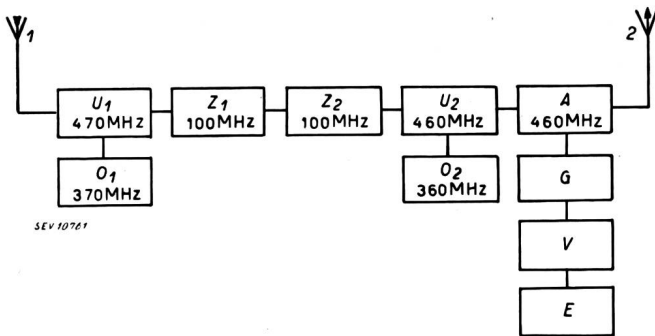 1
2
U1
470MHz
Z1
100MHz
Z2
100MHz
U2
460MHz
A
460MHz
O1
370MHz
O2
360MHz
G
V
E
SEV 10761